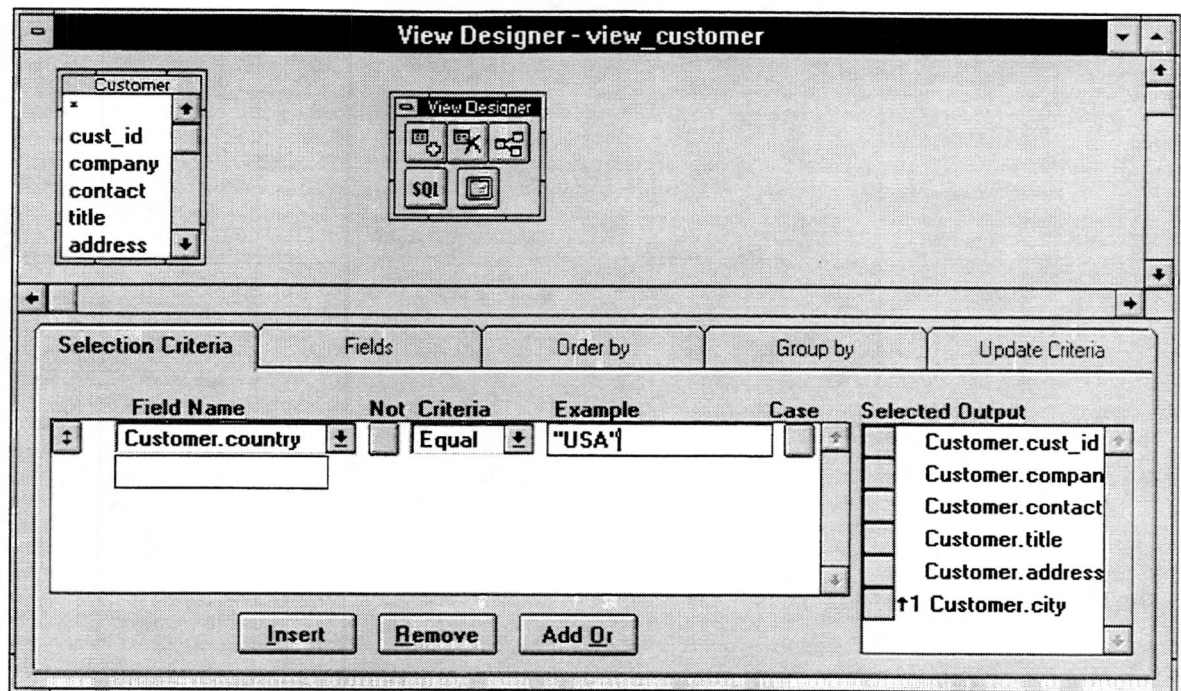 View Designer - view_customer
Customer
*
cust_id
company
contact
title
address
View Designer
SQL
Selection Criteria
Fields
Order by
Group by
Update Criteria
Field Name Not Criteria Example Case
Customer.country Equal "USA"
Selected Output
Customer.cust_id
Customer.compan
Customer.contact
Customer.title
Customer.address
↑1 Customer.city
Insert Remove Add Or